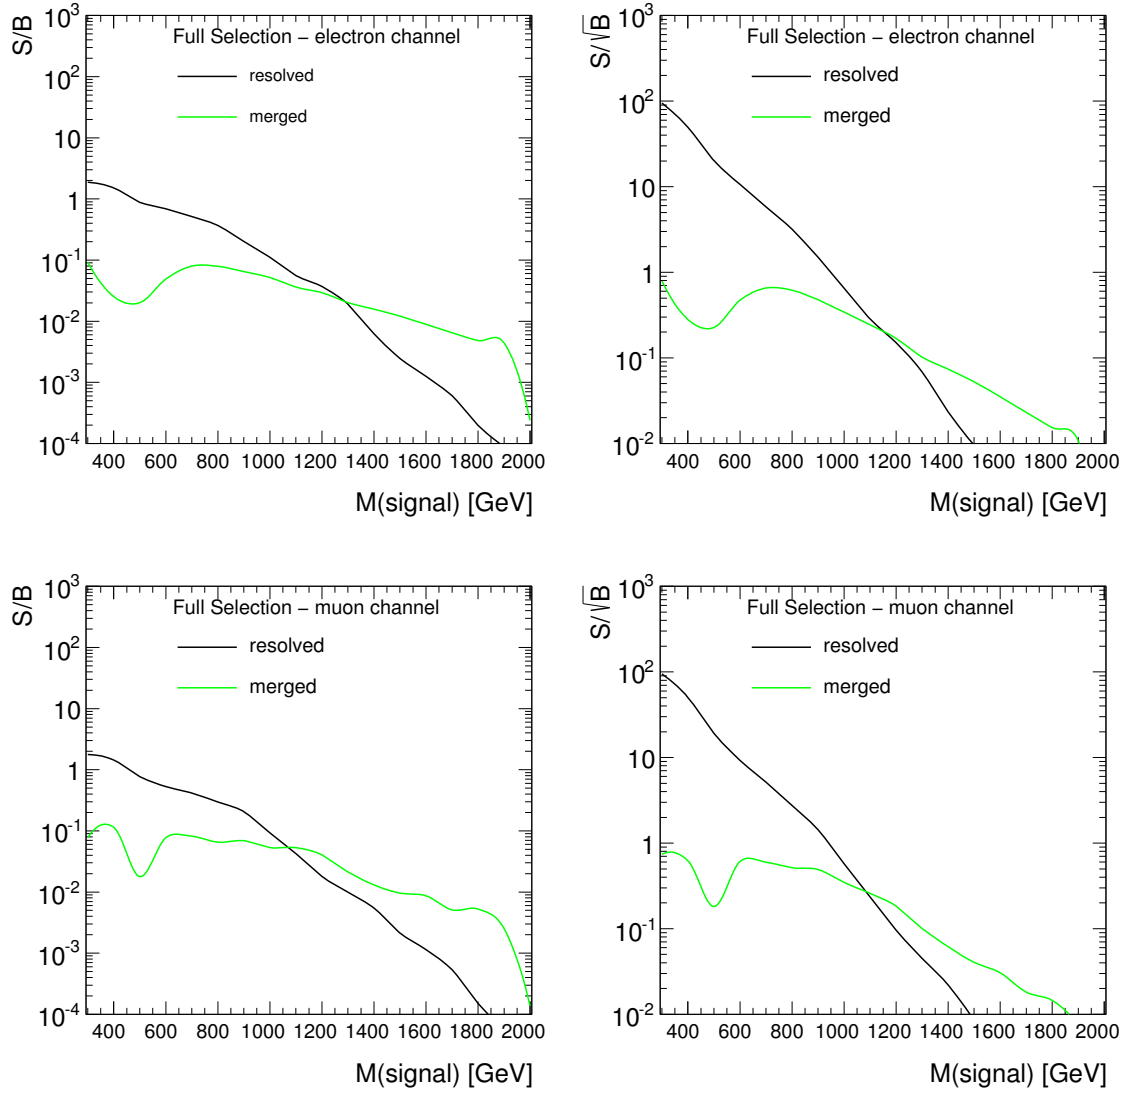 S/B
Full Selection – electron channel
resolved
merged
10³
10²
10
1
10⁻¹
10⁻²
10⁻³
10⁻⁴
400 600 800 1000 1200 1400 1600 1800 2000
M(signal) [GeV]
S/√B
Full Selection – electron channel
resolved
merged
10³
10²
10
1
10⁻¹
10⁻²
400 600 800 1000 1200 1400 1600 1800 2000
M(signal) [GeV]
S/B
Full Selection – muon channel
resolved
merged
10³
10²
10
1
10⁻¹
10⁻²
10⁻³
10⁻⁴
400 600 800 1000 1200 1400 1600 1800 2000
M(signal) [GeV]
S/√B
Full Selection – muon channel
resolved
merged
10³
10²
10
1
10⁻¹
10⁻²
400 600 800 1000 1200 1400 1600 1800 2000
M(signal) [GeV]